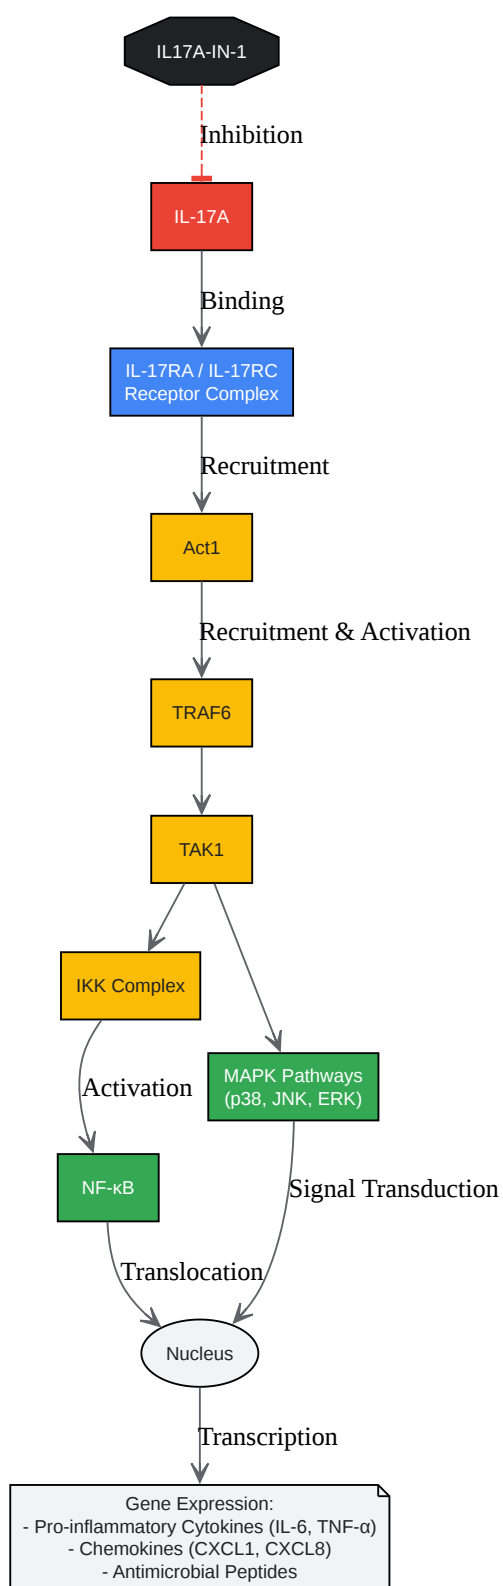 IL17A-IN-1
Inhibition
IL-17A
Binding
IL-17RA / IL-17RC
Receptor Complex
Recruitment
Act1
Recruitment & Activation
TRAF6
TAK1
IKK Complex
MAPK Pathways
(p38, JNK, ERK)
Activation
NF-κB
Signal Transduction
Translocation
Nucleus
Transcription
Gene Expression:
- Pro-inflammatory Cytokines (IL-6, TNF-α)
- Chemokines (CXCL1, CXCL8)
- Antimicrobial Peptides